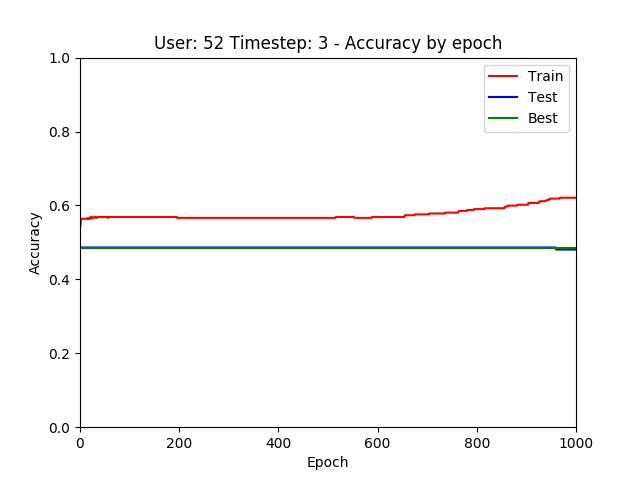 User: 52 Timestep: 3 - Accuracy by epoch
Train
Test
Best
1.0
0.8
0.6
0.4
0.2
0.0
Accuracy
0 200 400 600 800 1000
Epoch